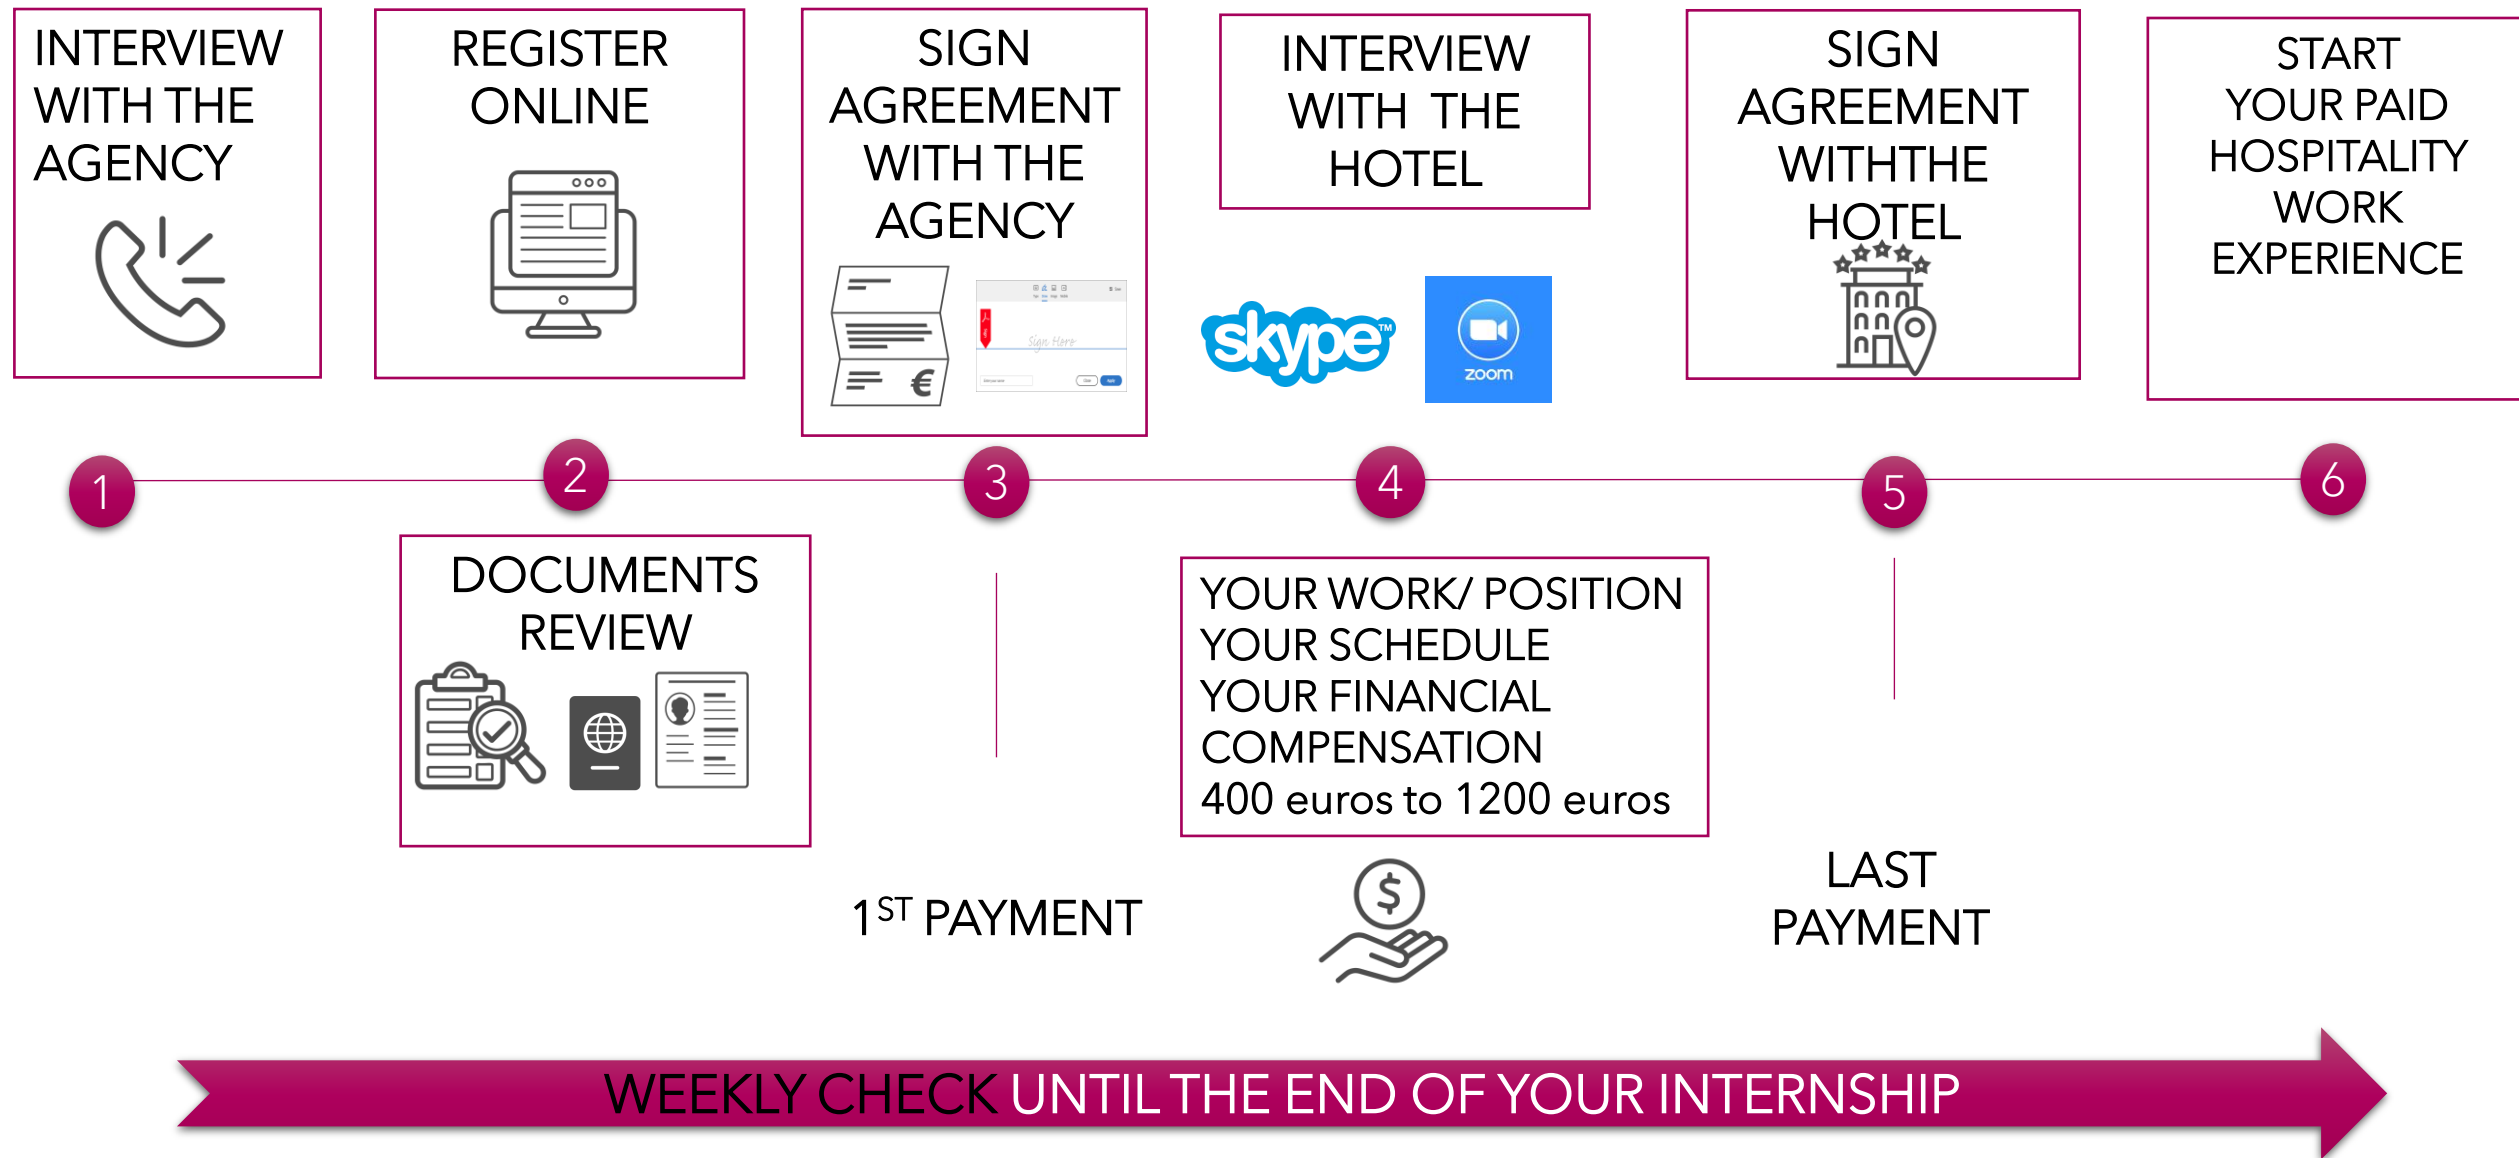 INTERVIEW
WITH THE
AGENCY
REGISTER
ONLINE
SIGN
AGREEMENT
WITH THE
AGENCY
Sign Here
INTERVIEW
WITH THE
HOTEL
skype™
zoom
SIGN
AGREEMENT
WITHTHE
HOTEL
START
YOUR PAID
HOSPITALITY
WORK
EXPERIENCE
1
2
3
4
5
6
DOCUMENTS
REVIEW
1ST PAYMENT
YOUR WORK/ POSITION
YOUR SCHEDULE
YOUR FINANCIAL
COMPENSATION
400 euros to 1200 euros
LAST
PAYMENT
WEEKLY CHECK UNTIL THE END OF YOUR INTERNSHIP